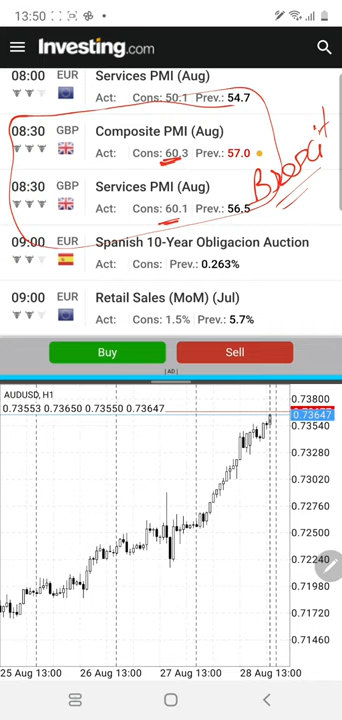 13:50
Investing.com
08:00 EUR Services PMI (Aug)
Act: Cons: 50.1 Prev.: 54.7
08:30 GBP Composite PMI (Aug)
Act: Cons: 60.3 Prev.: 57.0
Brexit
08:30 GBP Services PMI (Aug)
Act: Cons: 60.1 Prev.: 56.5
09:00 EUR Spanish 10-Year Obligacion Auction
Act: Cons: Prev.: 0.263%
09:00 EUR Retail Sales (MoM) (Jul)
Act: Cons: 1.5% Prev.: 5.7%
Buy Sell
[AD]
AUDUSD, H1
0.73553 0.73650 0.73550 0.73647
0.73800
0.73647
0.73540
0.73280
0.73020
0.72760
0.72500
0.72240
0.71980
0.71720
0.71460
25 Aug 13:00 26 Aug 13:00 27 Aug 13:00 28 Aug 13:00